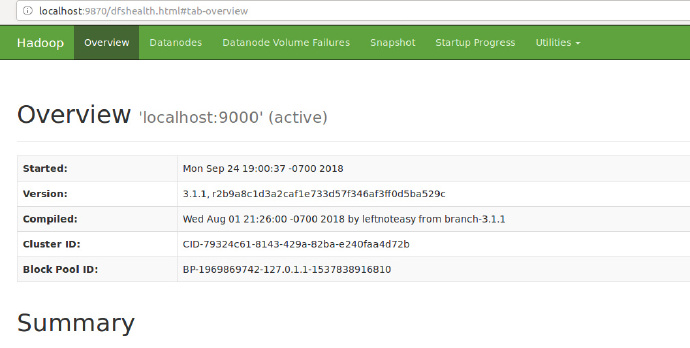 localhost:9870/dfshealth.html#tab-overview
Hadoop Overview Datanodes Datanode Volume Failures Snapshot Startup Progress Utilities
Overview 'localhost:9000' (active)
Started: Mon Sep 24 19:00:37 -0700 2018
Version: 3.1.1, r2b9a8c1d3a2caf1e733d57f346af3ff0d5ba529c
Compiled: Wed Aug 01 21:26:00 -0700 2018 by leftnoteasy from branch-3.1.1
Cluster ID: CID-79324c61-8143-429a-82ba-e240faa4d72b
Block Pool ID: BP-1969869742-127.0.1.1-1537838916810
Summary